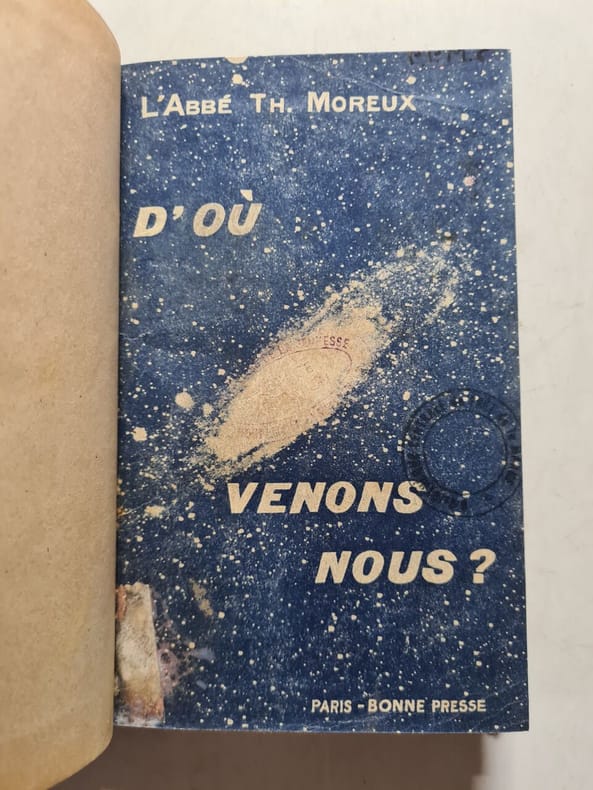 L'ABBÉ TH. MOREUX
D'OÙ
VENONS
NOUS ?
PARIS - BONNE PRESSE